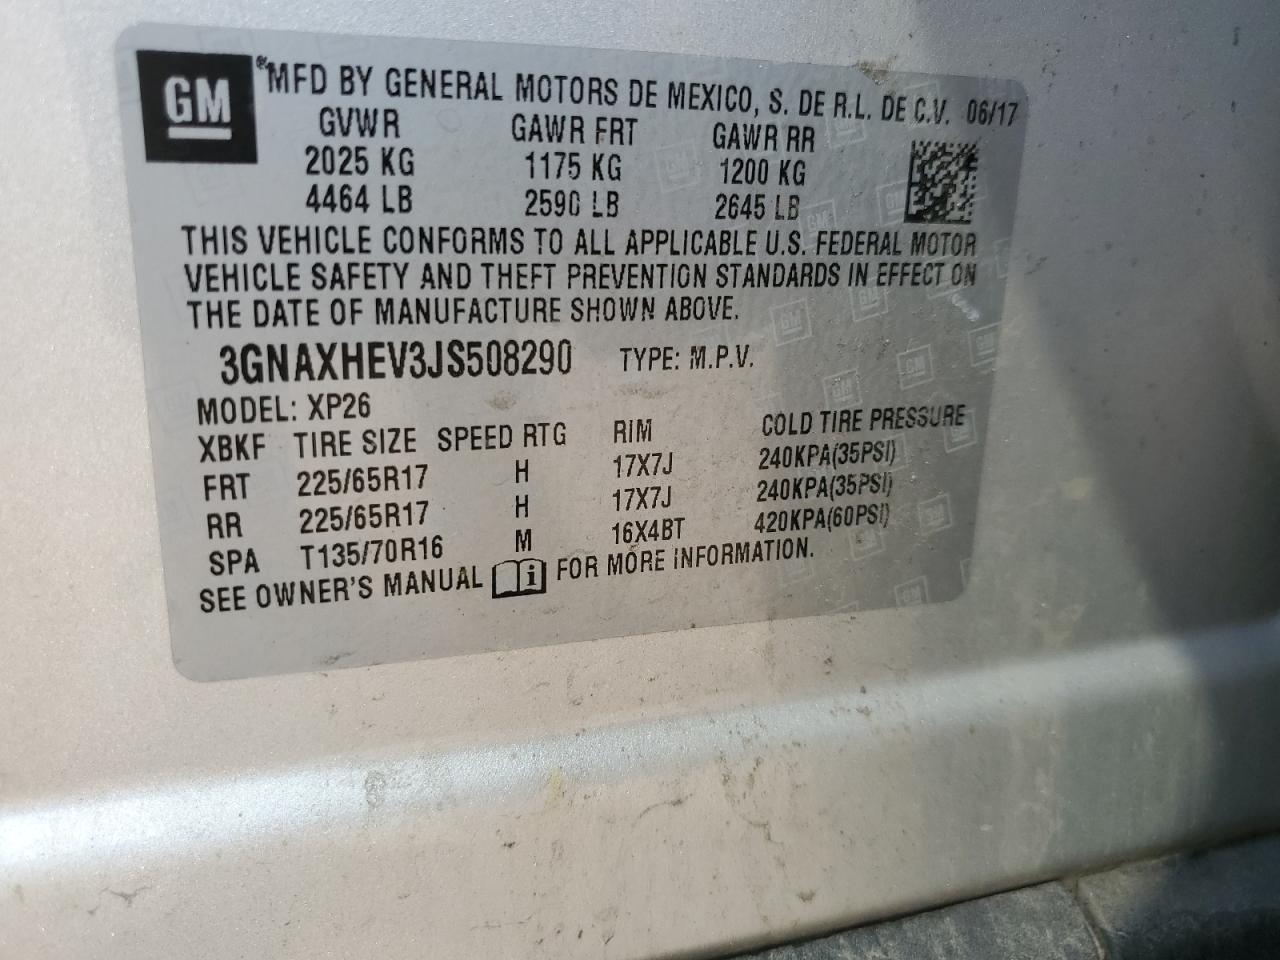 GM
® MFD BY GENERAL MOTORS DE MEXICO, S. DE R.L. DE C.V. 06/17
GVWR GAWR FRT GAWR RR
2025 KG 1175 KG 1200 KG
4464 LB 2590 LB 2645 LB
THIS VEHICLE CONFORMS TO ALL APPLICABLE U.S. FEDERAL MOTOR
VEHICLE SAFETY AND THEFT PREVENTION STANDARDS IN EFFECT ON
THE DATE OF MANUFACTURE SHOWN ABOVE.
3GNAXHEV3JS508290 TYPE: M.P.V.
MODEL: XP26
XBKF TIRE SIZE SPEED RTG RIM COLD TIRE PRESSURE
FRT 225/65R17 H 17X7J 240KPA(35PSI)
RR 225/65R17 H 17X7J 240KPA(35PSI)
SPA T135/70R16 M 16X4BT 420KPA(60PSI)
SEE OWNER'S MANUAL i FOR MORE INFORMATION.